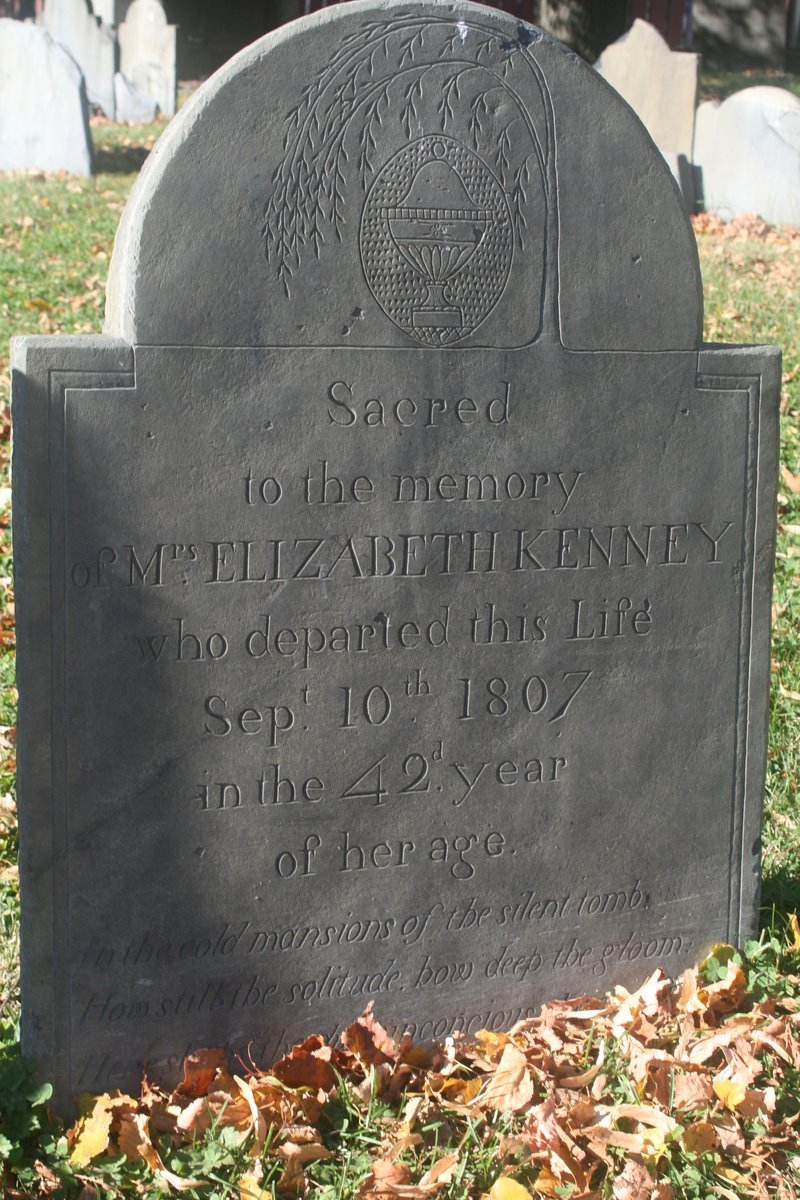 Sacred
to the memory
of Mrs. ELIZABETH KENNEY
who departed this Life
Sept. 10th. 1807
in the 42d. year
of her age.
In the cold mansions of the silent tomb,
How still the solitude, how deep the gloom;
Here unconcious